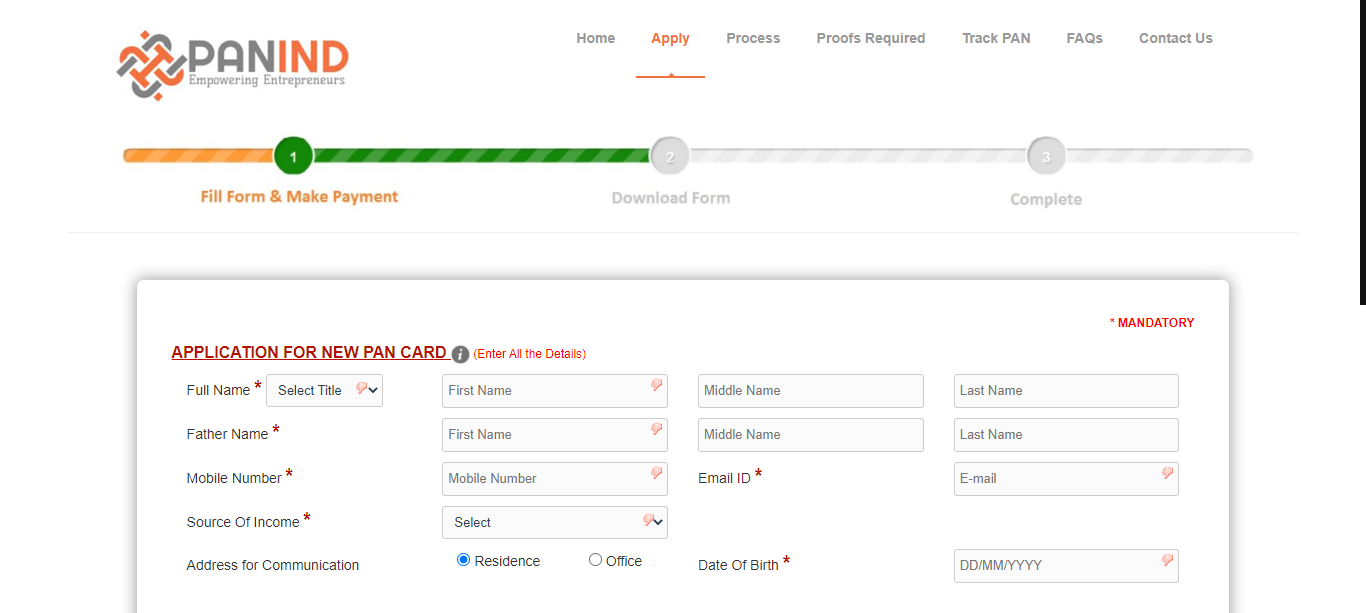 PANIND
Empowering Entrepreneurs
Home Apply Process Proofs Required Track PAN FAQs Contact Us
1 2 3
Fill Form & Make Payment Download Form Complete
* MANDATORY
APPLICATION FOR NEW PAN CARD i (Enter All the Details)
Full Name * Select Title First Name Middle Name Last Name
Father Name * First Name Middle Name Last Name
Mobile Number * Mobile Number Email ID * E-mail
Source Of Income * Select
Address for Communication Residence Office Date Of Birth * DD/MM/YYYY